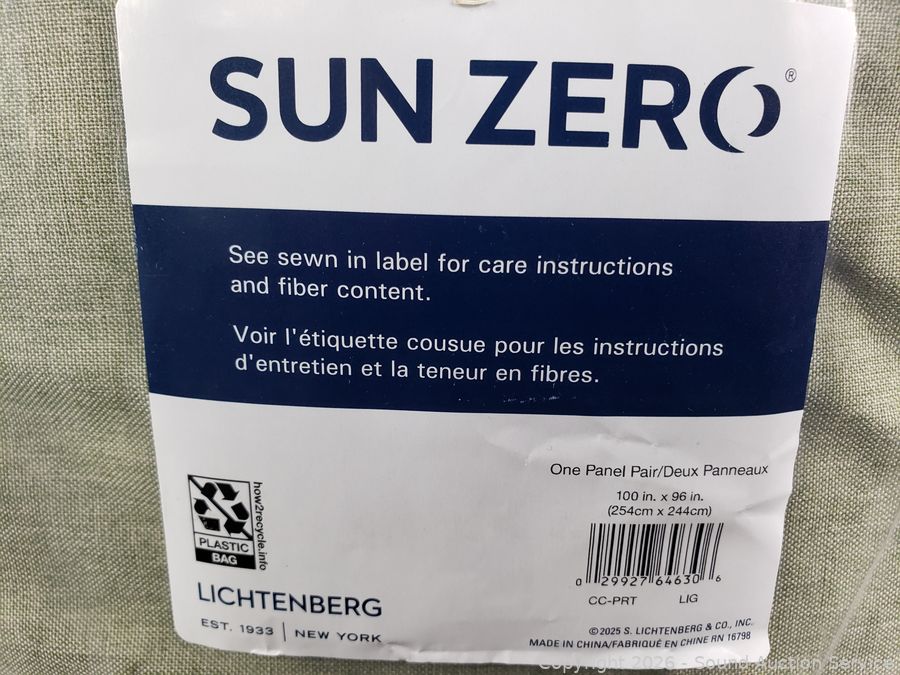 SUN ZERO®
See sewn in label for care instructions
and fiber content.
Voir l'étiquette cousue pour les instructions
d'entretien et la teneur en fibres.
One Panel Pair/Deux Panneaux
100 in. x 96 in.
(254cm x 244cm)
how2recycle.info
PLASTIC
BAG
0 29927 64630 6
CC-PRT LIG
LICHTENBERG
EST. 1933 | NEW YORK
©2025 S. LICHTENBERG & CO., INC.
MADE IN CHINA/FABRIQUÉ EN CHINE RN 16798
Copyright 2026 - Sound Auction Service